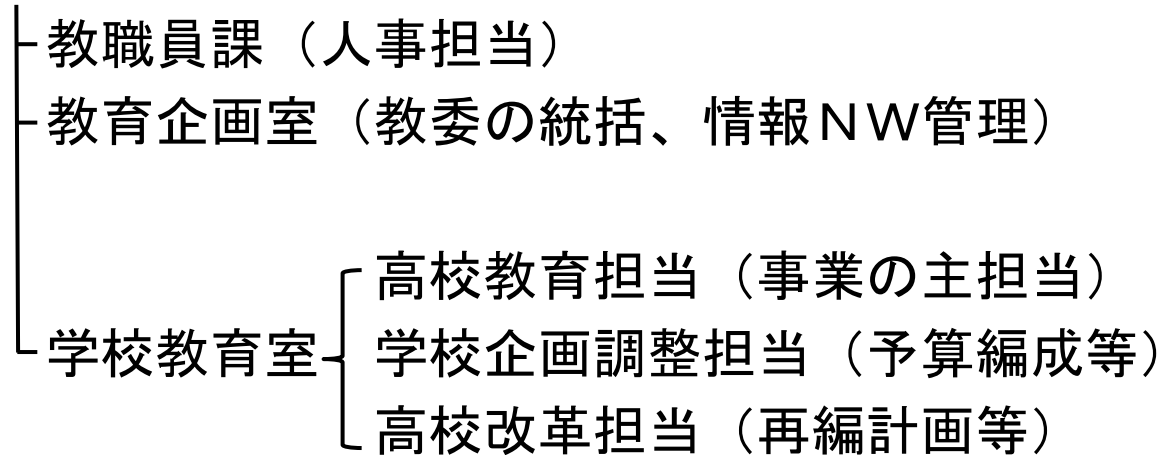 教職員課（人事担当）
教育企画室（教委の統括、情報ＮＷ管理）
高校教育担当（事業の主担当）
学校教育室 学校企画調整担当（予算編成等）
高校改革担当（再編計画等）